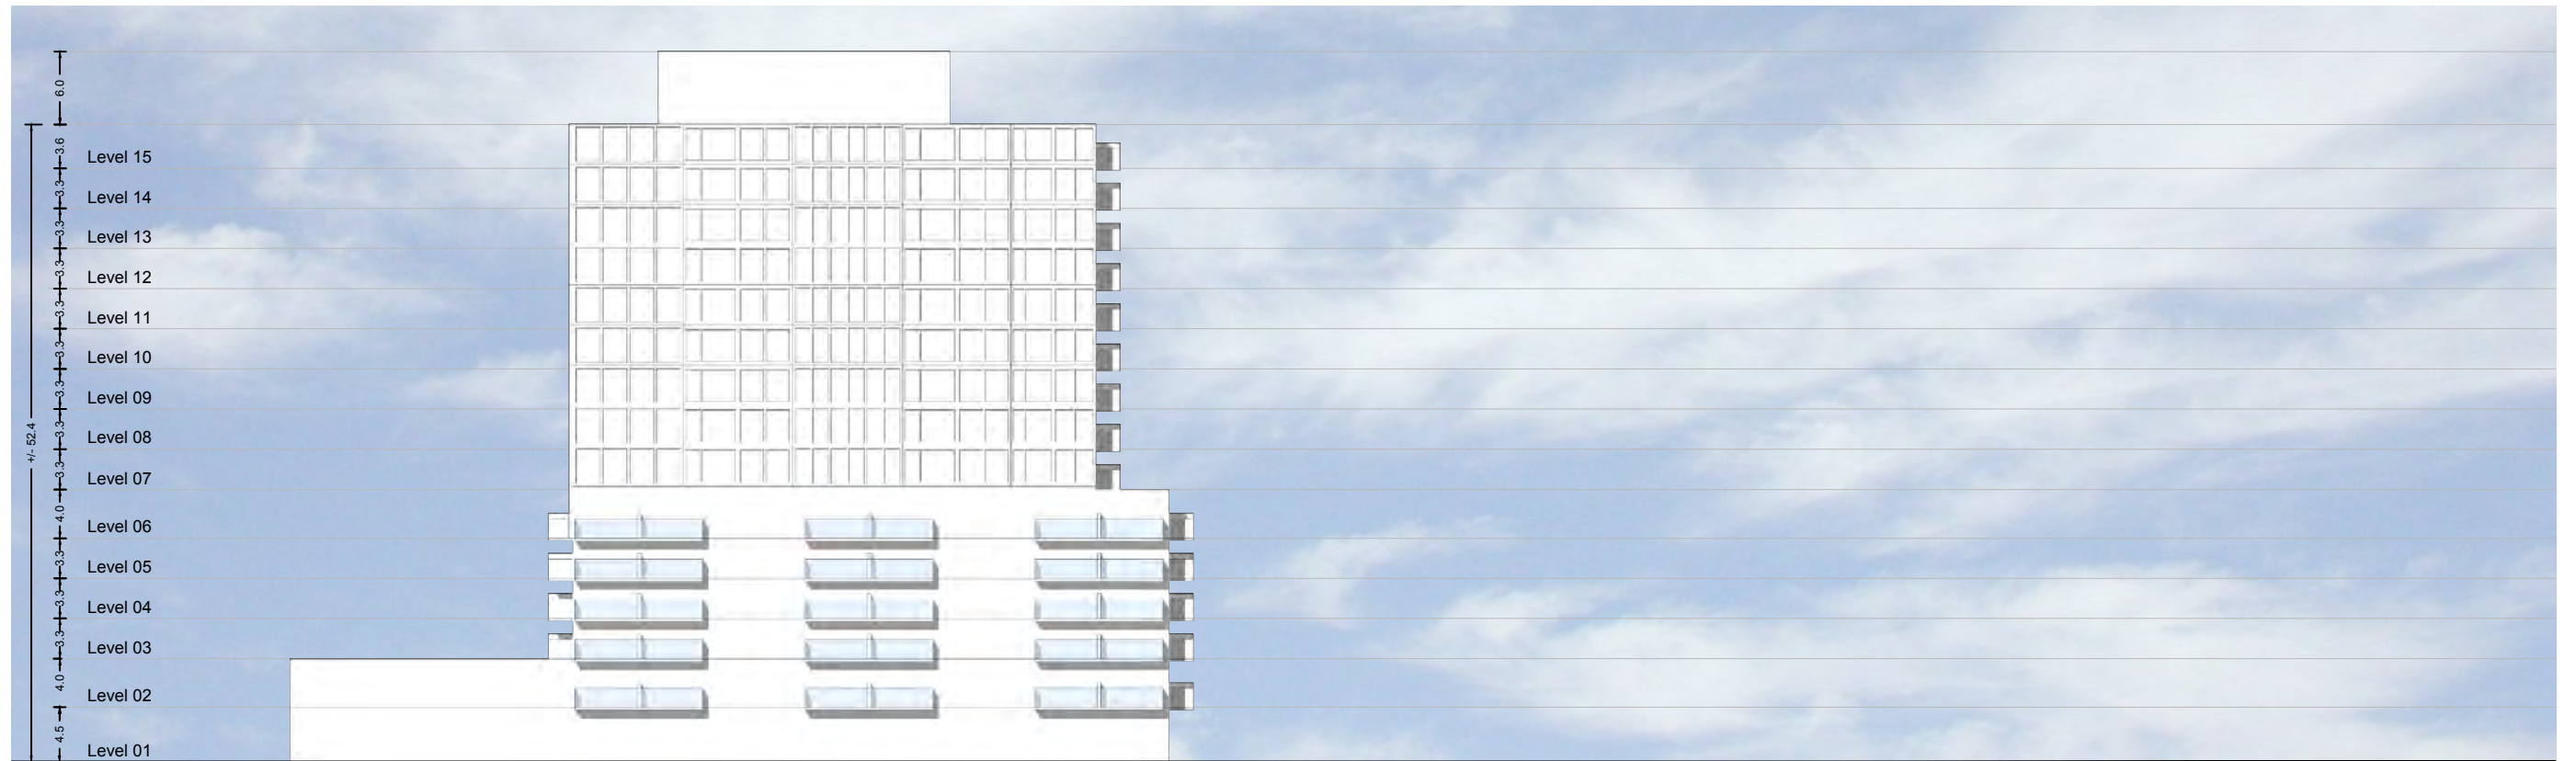 6.0
3.6
Level 15
3.3
Level 14
3.3
Level 13
3.3
Level 12
3.3
Level 11
3.3
Level 10
3.3
Level 09
3.3
Level 08
3.3
Level 07
4.0
Level 06
3.3
Level 05
3.3
Level 04
3.3
Level 03
4.0
Level 02
4.5
Level 01
+/- 52.4